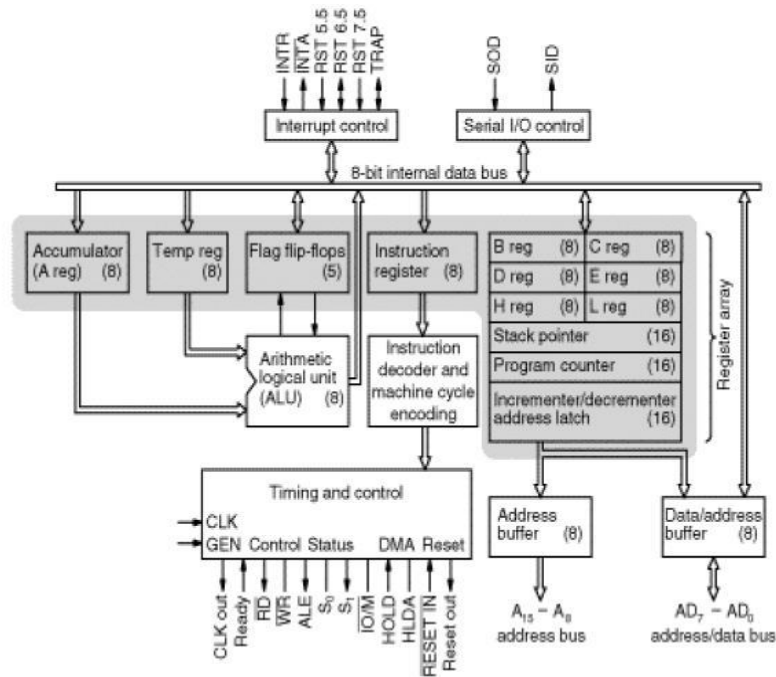 INTR
INTA
RST 5.5
RST 6.5
RST 7.5
TRAP
SOD
SID
Interrupt control
Serial I/O control
8-bit internal data bus
Accumulator
(A reg) (8)
Temp reg
(8)
Flag flip-flops
(5)
Instruction
register (8)
B reg (8) C reg (8)
D reg (8) E reg (8)
H reg (8) L reg (8)
Stack pointer (16)
Program counter (16)
Incrementer/decrementer
address latch (16)
Register array
Arithmetic
logical unit
(ALU) (8)
Instruction
decoder and
machine cycle
encoding
Timing and control
CLK
GEN Control Status DMA Reset
Address
buffer (8)
Data/address
buffer (8)
CLK out
Ready
RD
WR
ALE
S₀
S₁
IO/M
HOLD
HLDA
RESET IN
Reset out
A₁₅ – A₈
address bus
AD₇ – AD₀
address/data bus